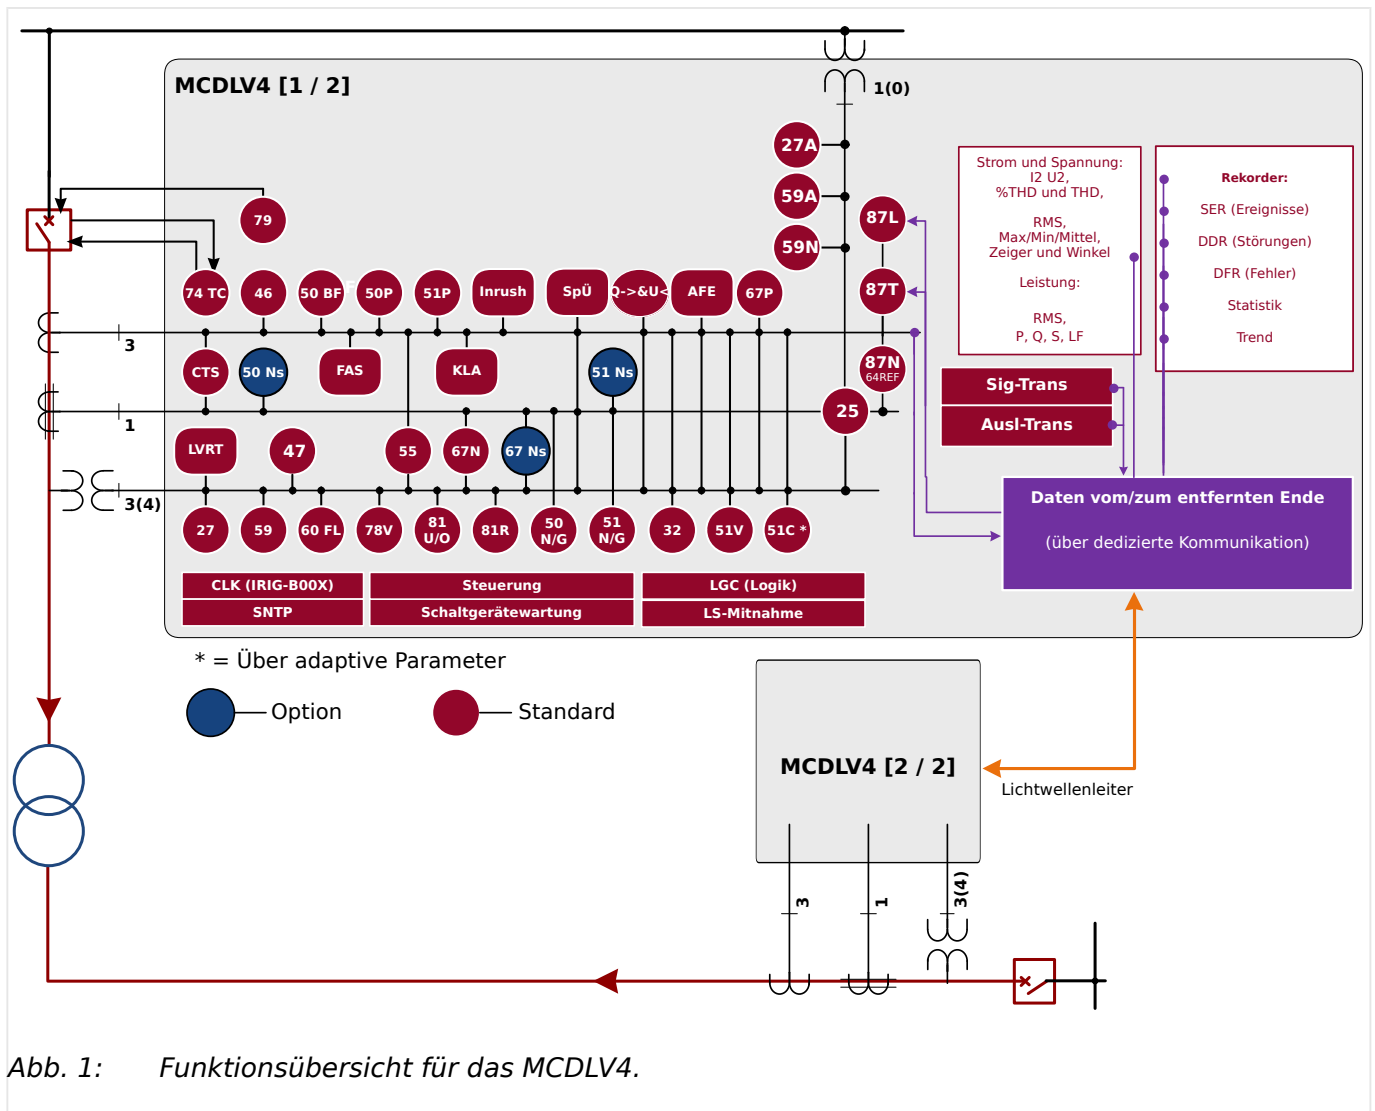 MCDLV4 [1 / 2]
1(0)
27A
59A
59N
87L
87T
87N
64REF
25
79
74 TC
46
50 BF
50P
51P
Inrush
SpÜ
Q->&U<
AFE
67P
3
CTS
50 Ns
FAS
KLA
51 Ns
1
LVRT
47
55
67N
67 Ns
3(4)
27
59
60 FL
78V
81
U/O
81R
50
N/G
51
N/G
32
51V
51C *
CLK (IRIG-B00X)
Steuerung
LGC (Logik)
SNTP
Schaltgerätewartung
LS-Mitnahme
Strom und Spannung:
I2 U2,
%THD und THD,
RMS,
Max/Min/Mittel,
Zeiger und Winkel
Leistung:
RMS,
P, Q, S, LF
Rekorder:
SER (Ereignisse)
DDR (Störungen)
DFR (Fehler)
Statistik
Trend
Sig-Trans
Ausl-Trans
Daten vom/zum entfernten Ende
(über dedizierte Kommunikation)
* = Über adaptive Parameter
Option
Standard
MCDLV4 [2 / 2]
Lichtwellenleiter
3
1
3(4)
Abb. 1: Funktionsübersicht für das MCDLV4.